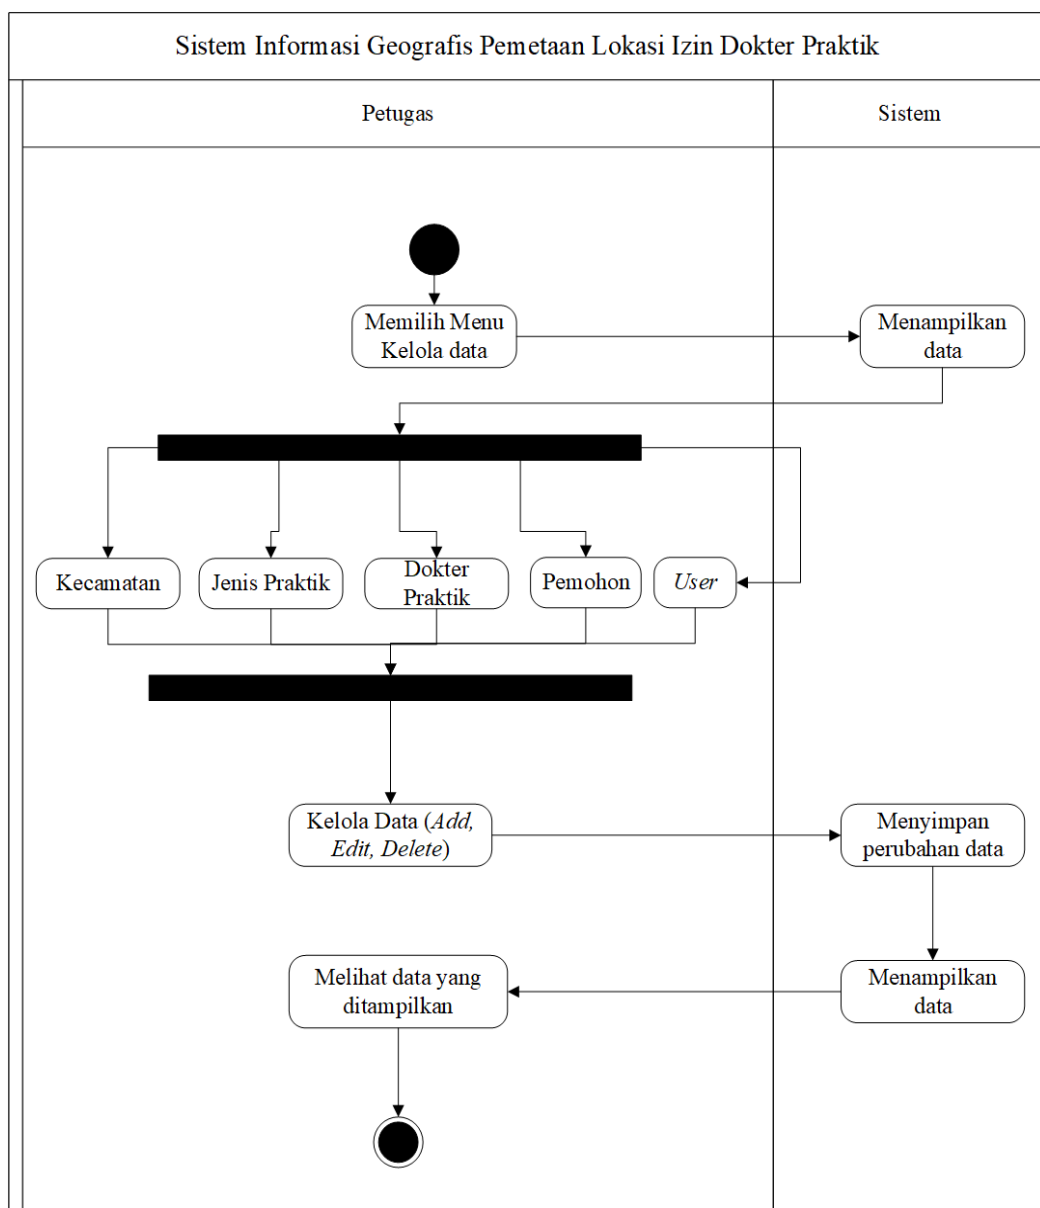 Sistem Informasi Geografis Pemetaan Lokasi Izin Dokter Praktik
Petugas
Sistem
Memilih Menu
Kelola data
Menampilkan
data
Kecamatan
Jenis Praktik
Dokter
Praktik
Pemohon
User
Kelola Data (Add,
Edit, Delete)
Menyimpan
perubahan data
Melihat data yang
ditampilkan
Menampilkan
data